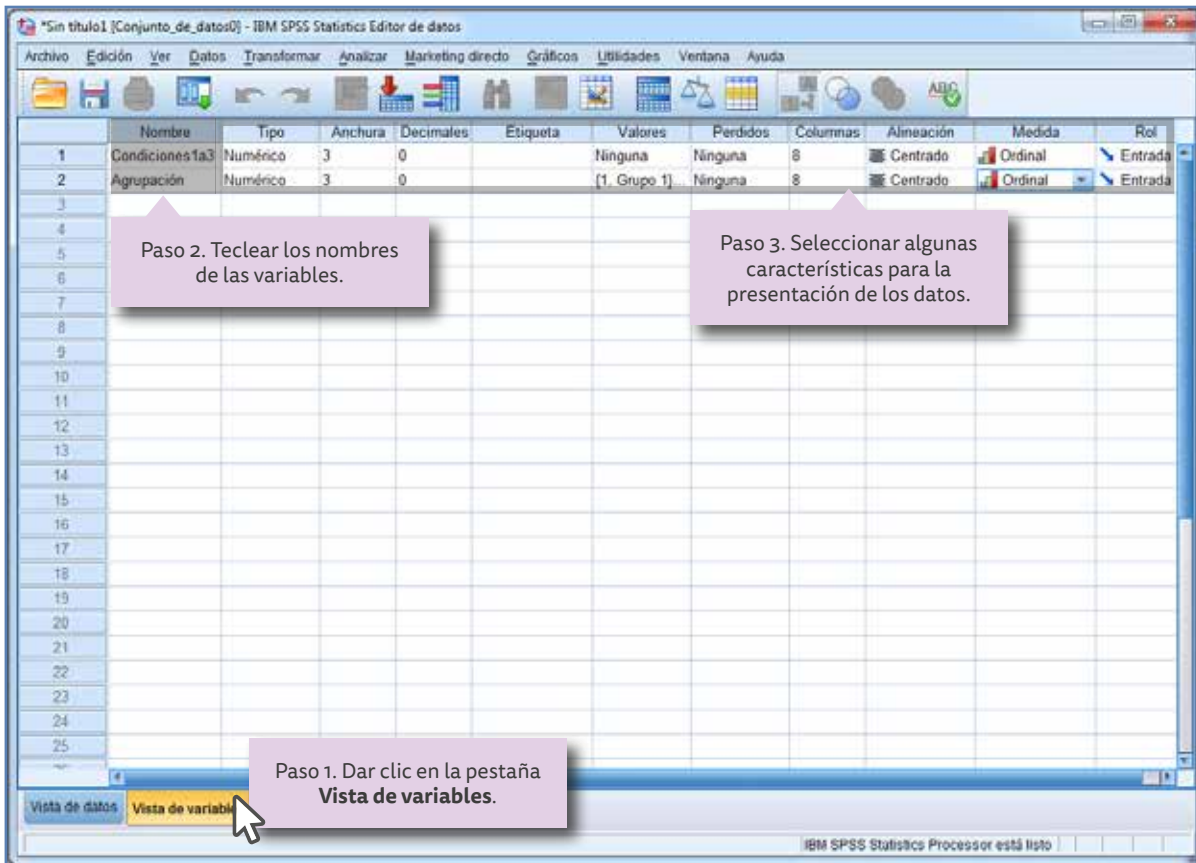 *Sin título1 [Conjunto_de_datos0] - IBM SPSS Statistics Editor de datos
Archivo Edición Ver Datos Transformar Analizar Marketing directo Gráficos Utilidades Ventana Ayuda
Nombre Tipo Anchura Decimales Etiqueta Valores Perdidos Columnas Alineación Medida Rol
1 Condiciones1a3 Numérico 3 0 Ninguna Ninguna 8 Centrado Ordinal Entrada
2 Agrupación Numérico 3 0 {1, Grupo 1}... Ninguna 8 Centrado Ordinal Entrada
3
4
5
6
7
8
9
10
11
12
13
14
15
16
17
18
19
20
21
22
23
24
25
Paso 2. Teclear los nombres
de las variables.
Paso 3. Seleccionar algunas
características para la
presentación de los datos.
Paso 1. Dar clic en la pestaña
Vista de variables.
Vista de datos Vista de variabl
IBM SPSS Statistics Processor está listo